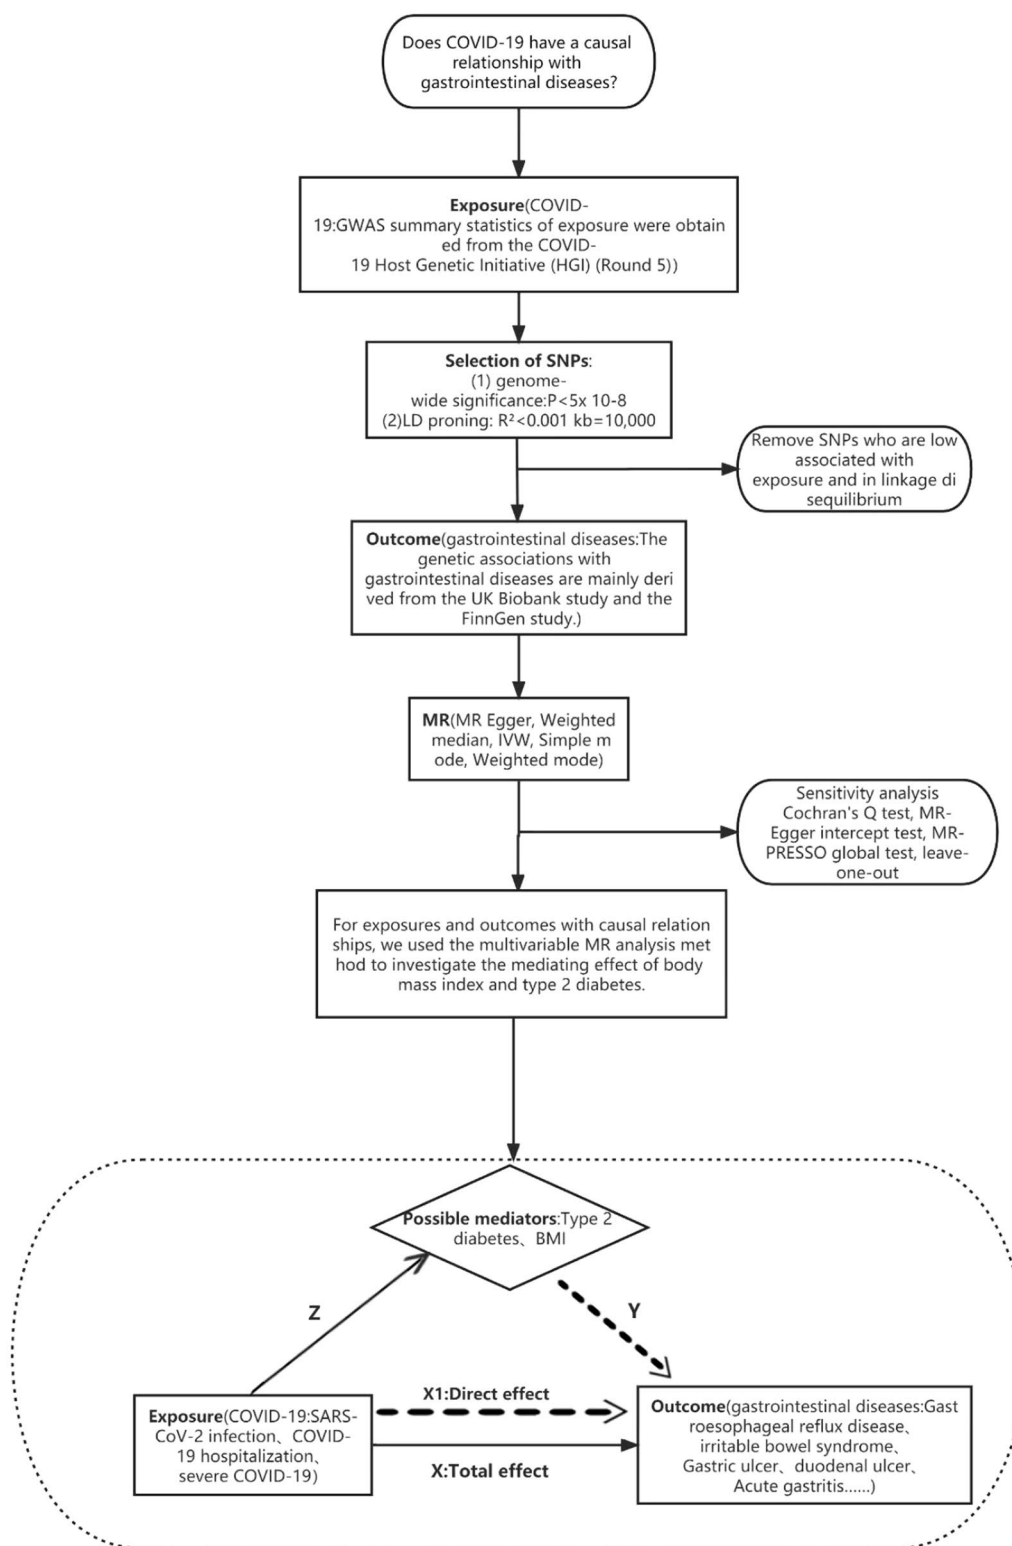 Does COVID-19 have a causal
relationship with
gastrointestinal diseases?
Exposure(COVID-
19:GWAS summary statistics of exposure were obtain
ed from the COVID-
19 Host Genetic Initiative (HGI) (Round 5))
Selection of SNPs:
(1) genome-
wide significance:P<5x 10-8
(2)LD proning: R²<0.001 kb=10,000
Remove SNPs who are low
associated with
exposure and in linkage di
sequilibrium
Outcome(gastrointestinal diseases:The
genetic associations with
gastrointestinal diseases are mainly deri
ved from the UK Biobank study and the
FinnGen study.)
MR(MR Egger, Weighted
median, IVW, Simple m
ode, Weighted mode)
Sensitivity analysis
Cochran's Q test, MR-
Egger intercept test, MR-
PRESSO global test, leave-
one-out
For exposures and outcomes with causal relation
ships, we used the multivariable MR analysis met
hod to investigate the mediating effect of body
mass index and type 2 diabetes.
Possible mediators:Type 2
diabetes、BMI
Z
Y
X1:Direct effect
X:Total effect
Exposure(COVID-19:SARS-
CoV-2 infection、COVID-
19 hospitalization、
severe COVID-19)
Outcome(gastrointestinal diseases:Gast
roesophageal reflux disease、
irritable bowel syndrome、
Gastric ulcer、duodenal ulcer、
Acute gastritis......)